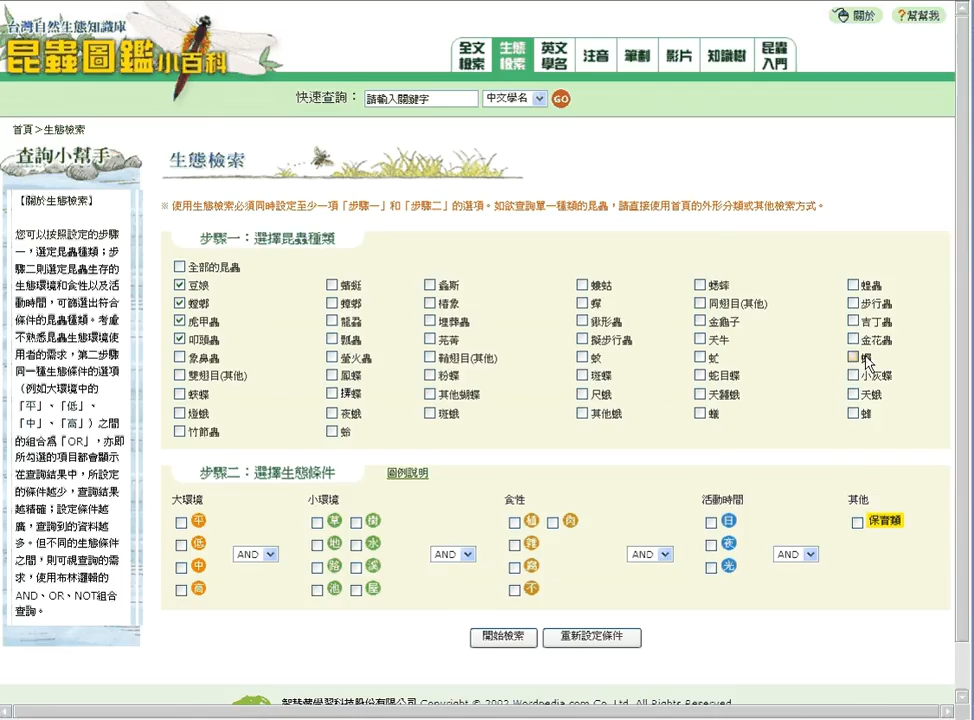 關於
?幫幫我
台灣自然生態知識庫
昆蟲圖鑑小百科
全文檢索
生態檢索
英文學名
注音
筆劃
影片
知識樹
昆蟲入門
快速查詢：
請輸入關鍵字
中文學名
GO
首頁>生態檢索
查詢小幫手
生態檢索
【關於生態檢索】
您可以按照設定的步驟
一，選定昆蟲種類；步
驟二則選定昆蟲生存的
生態環境和食性以及活
動時間，可篩選出符合
條件的昆蟲種類。考慮
不熟悉昆蟲生態環境使
用者的需求，第二步驟
同一種生態條件的選項
（例如大環境中的
「平」、「低」、
「中」、「高」）之間
的組合為「OR」，亦即
所勾選的項目都會顯示
在查詢結果中，所設定
的條件越少，查詢結果
越精確；設定條件越
廣，查詢到的資料越
多。但不同的生態條件
之間，則可視查詢的需
求，使用布林邏輯的
AND、OR、NOT組合
查詢。
※ 使用生態檢索必須同時設定至少一項「步驟一」和「步驟二」的選項。如欲查詢單一種類的昆蟲，請直接使用首頁的外形分類或其他檢索方式。
步驟一：選擇昆蟲種類
全部的昆蟲
豆娘 蜻蜓 螽斯 螻蛄 蟋蟀 蝗蟲
螳螂 蟑螂 椿象 蟬 同翅目(其他) 步行蟲
虎甲蟲 龍蝨 埋葬蟲 鍬形蟲 金龜子 吉丁蟲
叩頭蟲 瓢蟲 芫菁 擬步行蟲 天牛 金花蟲
象鼻蟲 螢火蟲 鞘翅目(其他) 蚊 虻
雙翅目(其他) 鳳蝶 粉蝶 斑蝶 蛇目蝶 小灰蝶
蛺蝶 挵蝶 其他蝴蝶 尺蛾 天蠶蛾 天蛾
燈蛾 夜蛾 斑蛾 其他蛾 蟻 蜂
竹節蟲 蛉
步驟二：選擇生態條件
圖例說明
大環境 小環境 食性 活動時間 其他
平 草 樹 植 肉 日 保育類
低 地 水 雜 夜
AND AND AND AND
中 路 溪 腐 光
高 池 屋 不
開始檢索 重新設定條件
智慧藏學習科技股份有限公司 Copyright © 2002 Wordpedia.com Co., Ltd. All Rights Reserved.